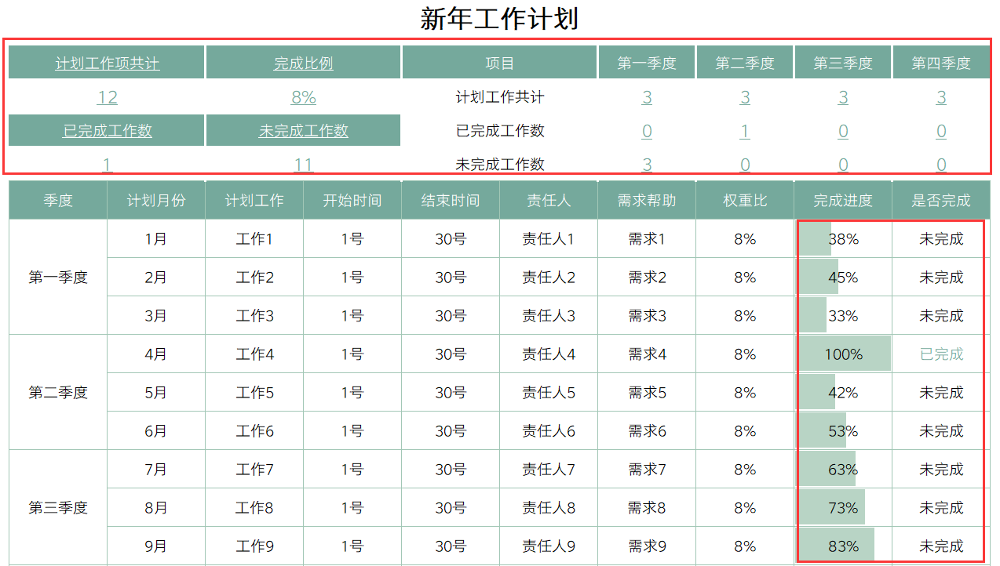 新年工作计划
计划工作项共计 完成比例 项目 第一季度 第二季度 第三季度 第四季度
12 8% 计划工作共计 3 3 3 3
已完成工作数 未完成工作数 已完成工作数 0 1 0 0
1 11 未完成工作数 3 0 0 0
季度 计划月份 计划工作 开始时间 结束时间 责任人 需求帮助 权重比 完成进度 是否完成
1月 工作1 1号 30号 责任人1 需求1 8% 38% 未完成
第一季度 2月 工作2 1号 30号 责任人2 需求2 8% 45% 未完成
3月 工作3 1号 30号 责任人3 需求3 8% 33% 未完成
4月 工作4 1号 30号 责任人4 需求4 8% 100% 已完成
第二季度 5月 工作5 1号 30号 责任人5 需求5 8% 42% 未完成
6月 工作6 1号 30号 责任人6 需求6 8% 53% 未完成
7月 工作7 1号 30号 责任人7 需求7 8% 63% 未完成
第三季度 8月 工作8 1号 30号 责任人8 需求8 8% 73% 未完成
9月 工作9 1号 30号 责任人9 需求9 8% 83% 未完成